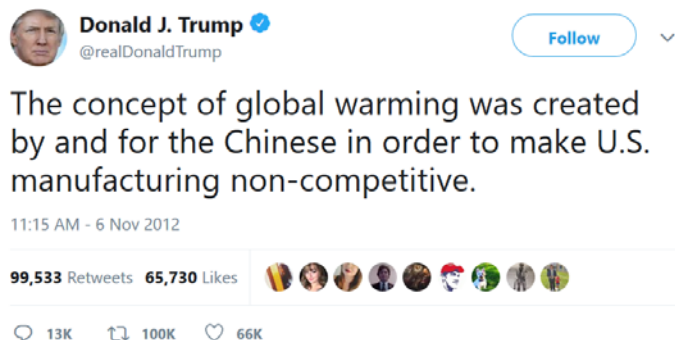 Donald J. Trump
@realDonaldTrump
Follow
The concept of global warming was created
by and for the Chinese in order to make U.S.
manufacturing non-competitive.
11:15 AM - 6 Nov 2012
99,533 Retweets 65,730 Likes
13K 100K 66K